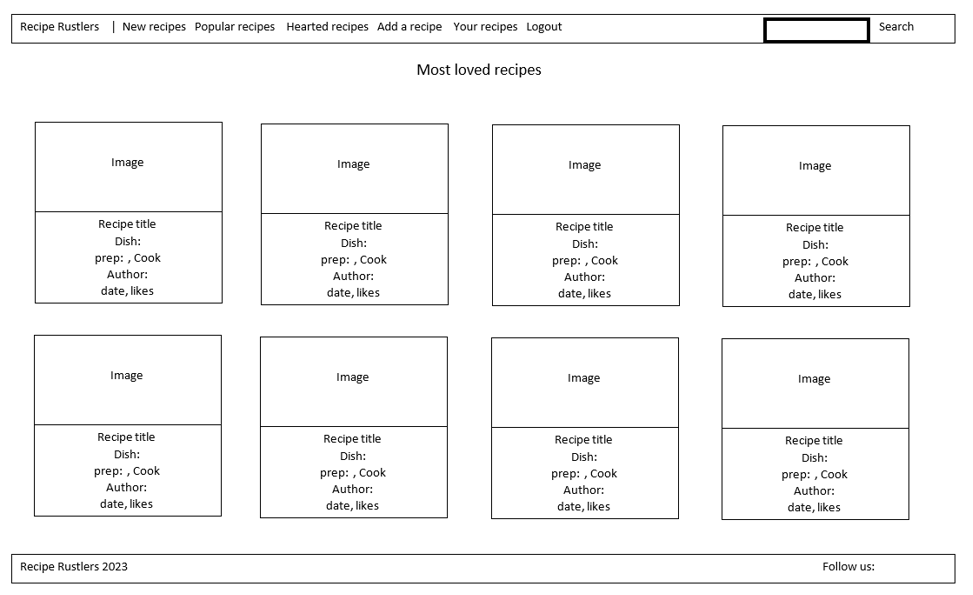 Recipe Rustlers | New recipes Popular recipes Hearted recipes Add a recipe Your recipes Logout Search
Most loved recipes
Image
Recipe title
Dish:
prep: , Cook
Author:
date, likes
Image
Recipe title
Dish:
prep: , Cook
Author:
date, likes
Image
Recipe title
Dish:
prep: , Cook
Author:
date, likes
Image
Recipe title
Dish:
prep: , Cook
Author:
date, likes
Image
Recipe title
Dish:
prep: , Cook
Author:
date, likes
Image
Recipe title
Dish:
prep: , Cook
Author:
date, likes
Image
Recipe title
Dish:
prep: , Cook
Author:
date, likes
Image
Recipe title
Dish:
prep: , Cook
Author:
date, likes
Recipe Rustlers 2023 Follow us: